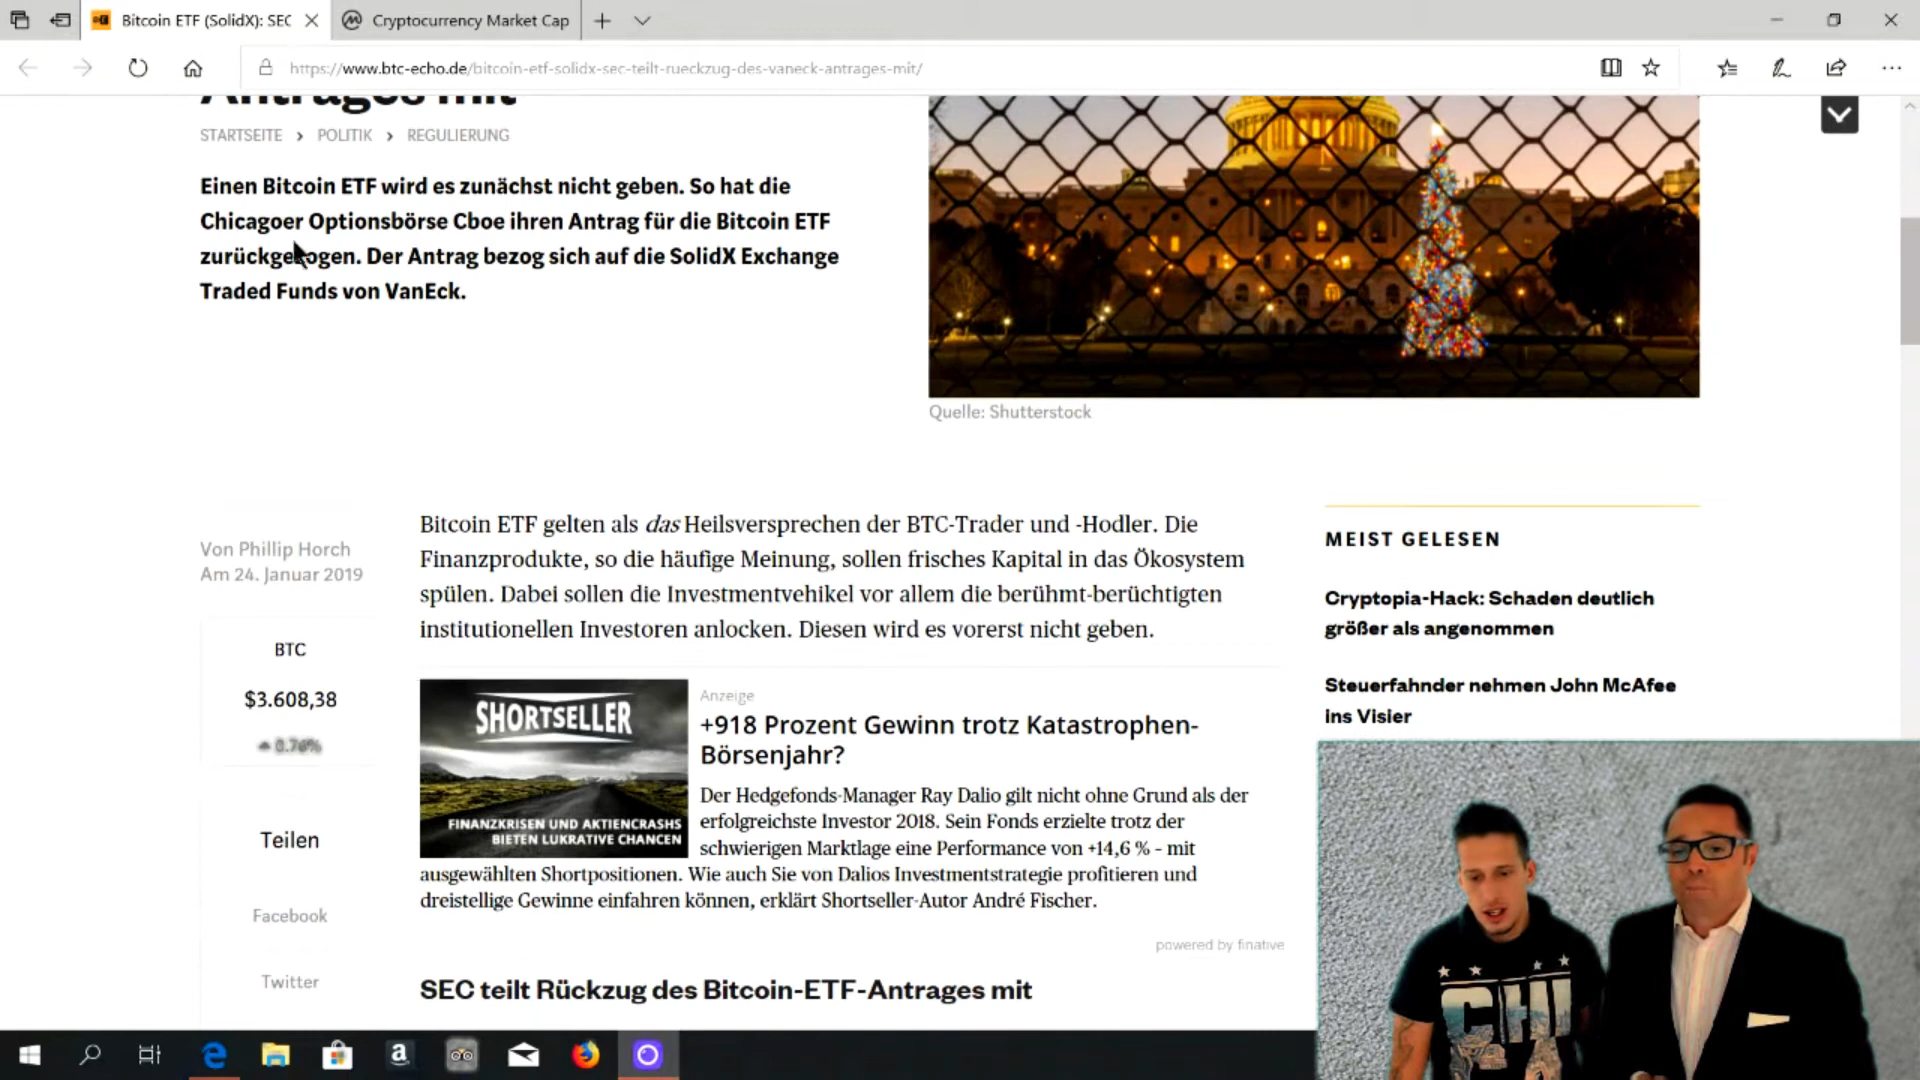 Bitcoin ETF (SolidX): SEC
Cryptocurrency Market Cap
https://www.btc-echo.de/bitcoin-etf-solidx-sec-teilt-rueckzug-des-vaneck-antrages-mit/
Antrages mit
STARTSEITE > POLITIK > REGULIERUNG
Einen Bitcoin ETF wird es zunächst nicht geben. So hat die
Chicagoer Optionsbörse Cboe ihren Antrag für die Bitcoin ETF
zurückgezogen. Der Antrag bezog sich auf die SolidX Exchange
Traded Funds von VanEck.
Quelle: Shutterstock
Von Phillip Horch
Am 24. Januar 2019
BTC
$3.608,38
0.76%
Teilen
Facebook
Twitter
Bitcoin ETF gelten als das Heilsversprechen der BTC-Trader und -Hodler. Die
Finanzprodukte, so die häufige Meinung, sollen frisches Kapital in das Ökosystem
spülen. Dabei sollen die Investmentvehikel vor allem die berühmt-berüchtigten
institutionellen Investoren anlocken. Diesen wird es vorerst nicht geben.
SHORTSELLER
FINANZKRISEN UND AKTIENCRASHS
BIETEN LUKRATIVE CHANCEN
Anzeige
+918 Prozent Gewinn trotz Katastrophen-
Börsenjahr?
Der Hedgefonds-Manager Ray Dalio gilt nicht ohne Grund als der
erfolgreichste Investor 2018. Sein Fonds erzielte trotz der
schwierigen Marktlage eine Performance von +14,6 % – mit
ausgewählten Shortpositionen. Wie auch Sie von Dalios Investmentstrategie profitieren und
dreistellige Gewinne einfahren können, erklärt Shortseller-Autor André Fischer.
powered by finative
SEC teilt Rückzug des Bitcoin-ETF-Antrages mit
MEIST GELESEN
Cryptopia-Hack: Schaden deutlich
größer als angenommen
Steuerfahnder nehmen John McAfee
ins Visier
CHI